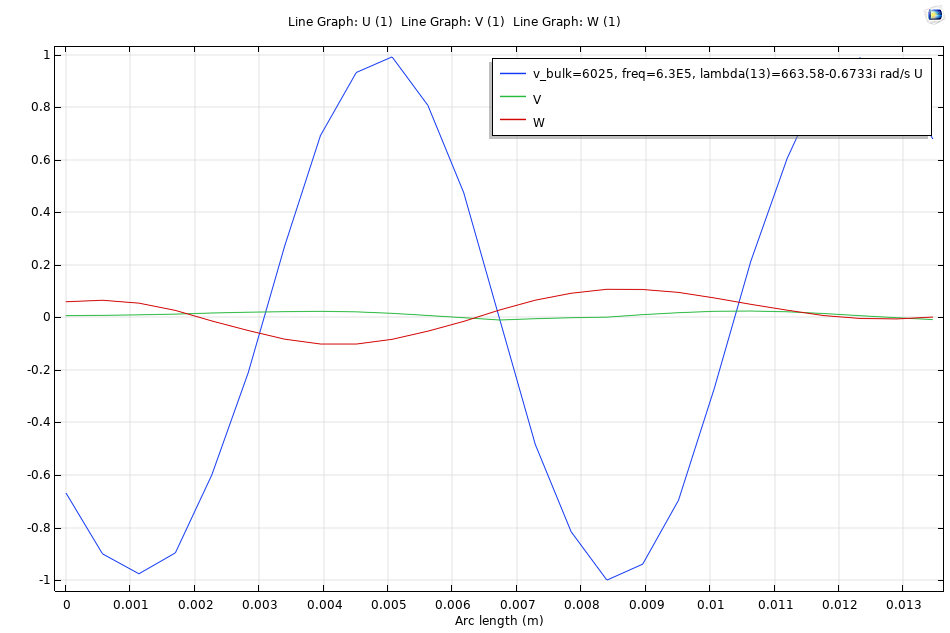 Line Graph: U (1)  Line Graph: V (1)  Line Graph: W (1)
v_bulk=6025, freq=6.3E5, lambda(13)=663.58-0.6733i rad/s U
V
W
1
0.8
0.6
0.4
0.2
0
-0.2
-0.4
-0.6
-0.8
-1
0 0.001 0.002 0.003 0.004 0.005 0.006 0.007 0.008 0.009 0.01 0.011 0.012 0.013
Arc length (m)